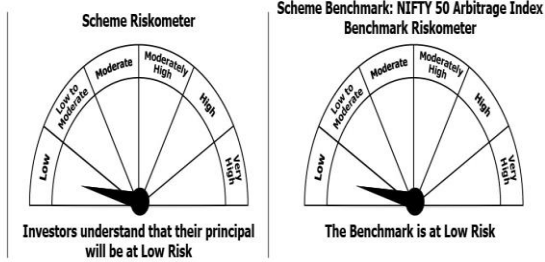 Scheme Riskometer
Low
Low to
Moderate
Moderate
Moderately
High
High
Very
High
Investors understand that their principal
will be at Low Risk
Scheme Benchmark: NIFTY 50 Arbitrage Index
Benchmark Riskometer
Low
Low to
Moderate
Moderate
Moderately
High
High
Very
High
The Benchmark is at Low Risk